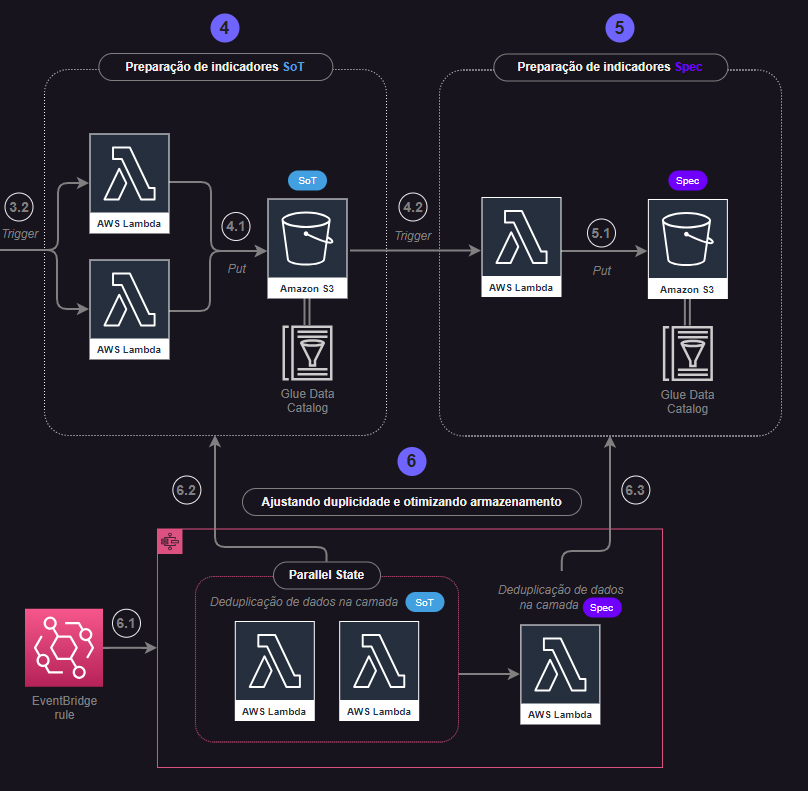 4
5
Preparação de indicadores SoT
Preparação de indicadores Spec
3.2
Trigger
AWS Lambda
AWS Lambda
4.1
Put
SoT
Amazon S3
Glue Data
Catalog
4.2
Trigger
AWS Lambda
5.1
Put
Spec
Amazon S3
Glue Data
Catalog
6
6.2
6.3
Ajustando duplicidade e otimizando armazenamento
Parallel State
Deduplicação de dados na camada SoT
AWS Lambda
AWS Lambda
Deduplicação de dados
na camada Spec
AWS Lambda
6.1
EventBridge
rule